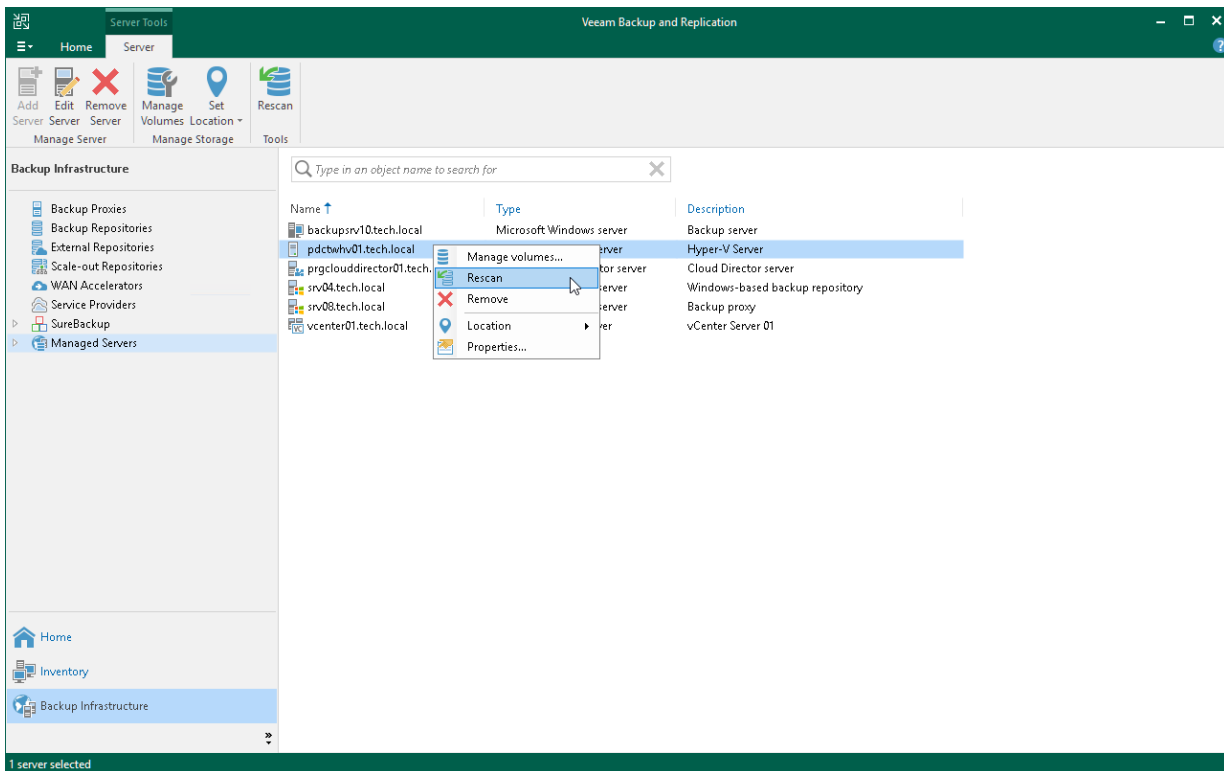 Server Tools
Veeam Backup and Replication
Home Server
Add Server
Edit Server
Remove Server
Manage Volumes
Set Location
Rescan
Manage Server
Manage Storage
Tools
Backup Infrastructure
Backup Proxies
Backup Repositories
External Repositories
Scale-out Repositories
WAN Accelerators
Service Providers
SureBackup
Managed Servers
Home
Inventory
Backup Infrastructure
Type in an object name to search for
Name Type Description
backupsrv10.tech.local Microsoft Windows server Backup server
pdctwhv01.tech.local erver Hyper-V Server
prgclouddirector01.tech. tor server Cloud Director server
srv04.tech.local server Windows-based backup repository
srv08.tech.local server Backup proxy
vcenter01.tech.local ver vCenter Server 01
Manage volumes...
Rescan
Remove
Location
Properties...
1 server selected